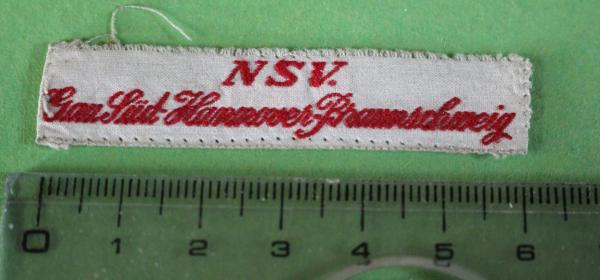 NSV.
Gau Süd-Hannover-Braunschweig
0 1 2 3 4 5 6